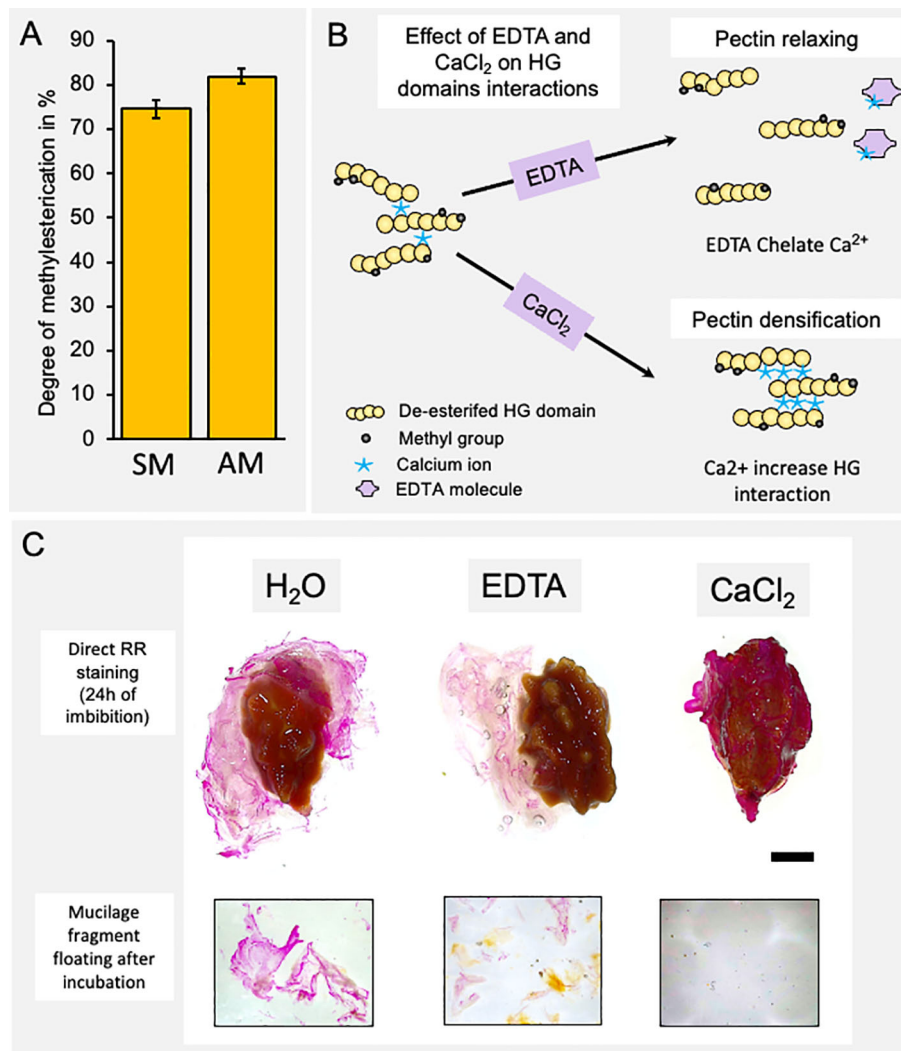 A
90
80
70
60
50
40
30
20
10
0
Degree of methylesterication in %
SM
AM
B
Effect of EDTA and
CaCl2 on HG
domains interactions
EDTA
CaCl2
Pectin relaxing
EDTA Chelate Ca2+
Pectin densification
Ca2+ increase HG
interaction
De-esterifed HG domain
Methyl group
Calcium ion
EDTA molecule
C
H2O
EDTA
CaCl2
Direct RR
staining
(24h of
imbibition)
Mucilage
fragment
floating after
incubation